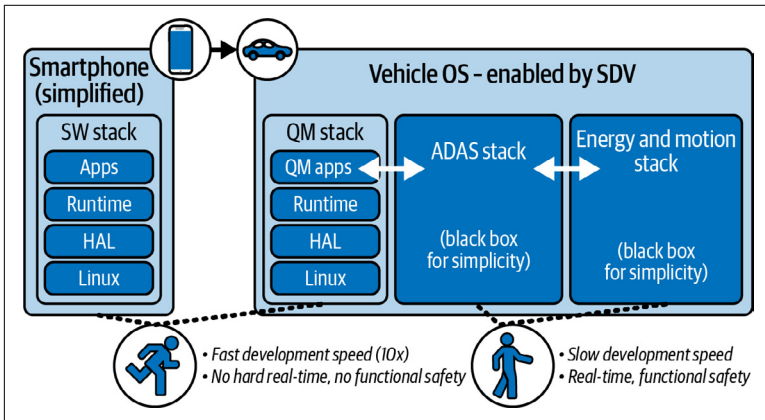 Smartphone
(simplified)
SW stack
Apps
Runtime
HAL
Linux
Vehicle OS – enabled by SDV
QM stack
QM apps
Runtime
HAL
Linux
ADAS stack
(black box
for simplicity)
Energy and motion
stack
(black box
for simplicity)
• Fast development speed (10x)
• No hard real-time, no functional safety
• Slow development speed
• Real-time, functional safety